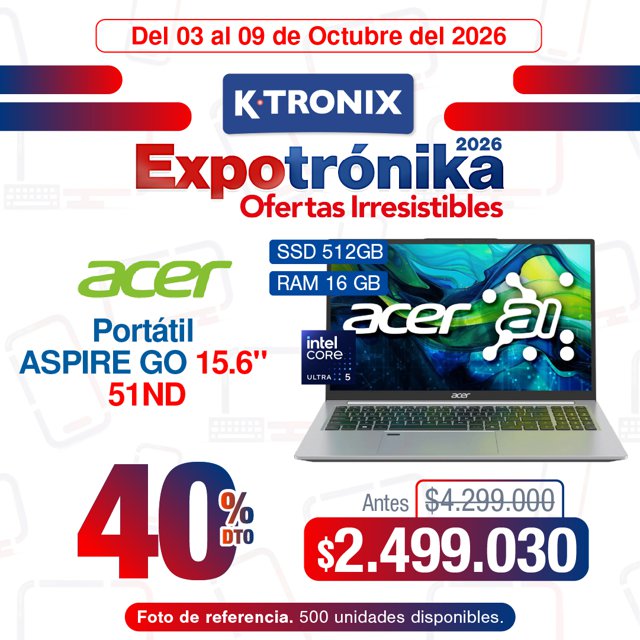 Del 03 al 09 de Octubre del 2026
K·TRONIX
Expotrónika 2026
Ofertas Irresistibles
acer
Portátil
ASPIRE GO 15.6"
51ND
SSD 512GB
RAM 16 GB
acer ai
intel
CORE
ULTRA 5
acer
40% DTO
Antes $4.299.000
$2.499.030
Foto de referencia. 500 unidades disponibles.